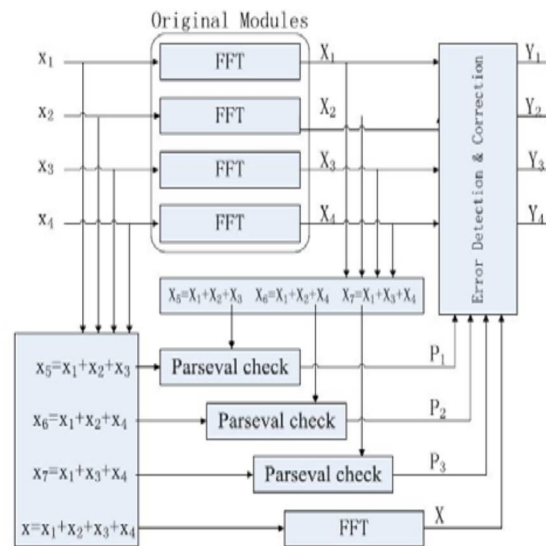 Original Modules
x₁ FFT X₁ Y₁
x₂ FFT X₂ Y₂
x₃ FFT X₃ Y₃
x₄ FFT X₄ Y₄
Error Detection & Correction
X₅=X₁+X₂+X₃ X₆=X₁+X₂+X₄ X₇=X₁+X₃+X₄
x₅=x₁+x₂+x₃ Parseval check P₁
x₆=x₁+x₂+x₄ Parseval check P₂
x₇=x₁+x₃+x₄ Parseval check P₃
x=x₁+x₂+x₃+x₄ FFT X